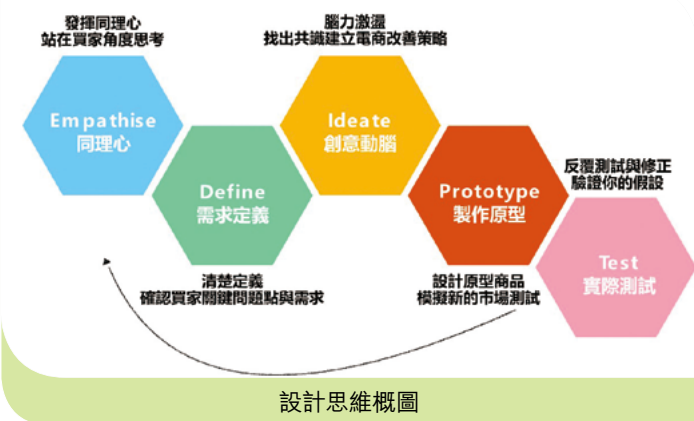 發揮同理心
站在買家角度思考
Empathise
同理心
Define
需求定義
清楚定義
確認買家關鍵問題點與需求
腦力激盪
找出共識建立電商改善策略
Ideate
創意動腦
Prototype
製作原型
設計原型商品
模擬新的市場測試
反覆測試與修正
驗證你的假設
Test
實際測試
設計思維概圖